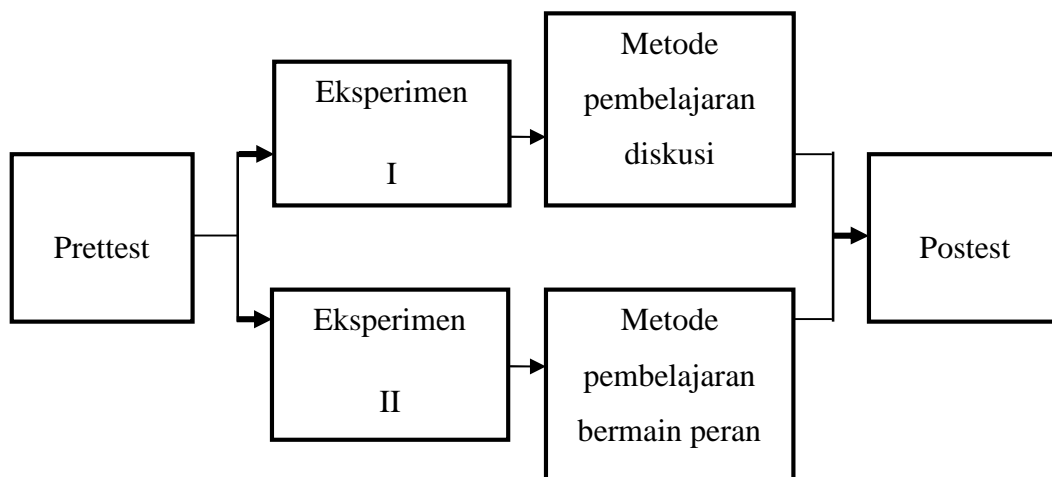 Prettest
Eksperimen
I
Metode
pembelajaran
diskusi
Eksperimen
II
Metode
pembelajaran
bermain peran
Postest